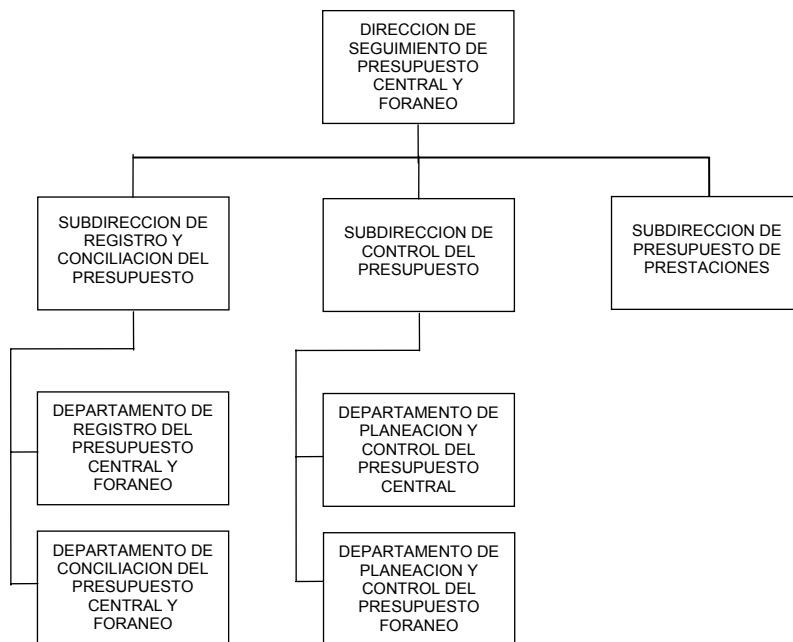 DIRECCION DE
SEGUIMIENTO DE
PRESUPUESTO
CENTRAL Y
FORANEO
SUBDIRECCION DE
REGISTRO Y
CONCILIACION DEL
PRESUPUESTO
SUBDIRECCION DE
CONTROL DEL
PRESUPUESTO
SUBDIRECCION DE
PRESUPUESTO DE
PRESTACIONES
DEPARTAMENTO DE
REGISTRO DEL
PRESUPUESTO
CENTRAL Y
FORANEO
DEPARTAMENTO DE
PLANEACION Y
CONTROL DEL
PRESUPUESTO
CENTRAL
DEPARTAMENTO DE
CONCILIACION DEL
PRESUPUESTO
CENTRAL Y
FORANEO
DEPARTAMENTO DE
PLANEACION Y
CONTROL DEL
PRESUPUESTO
FORANEO